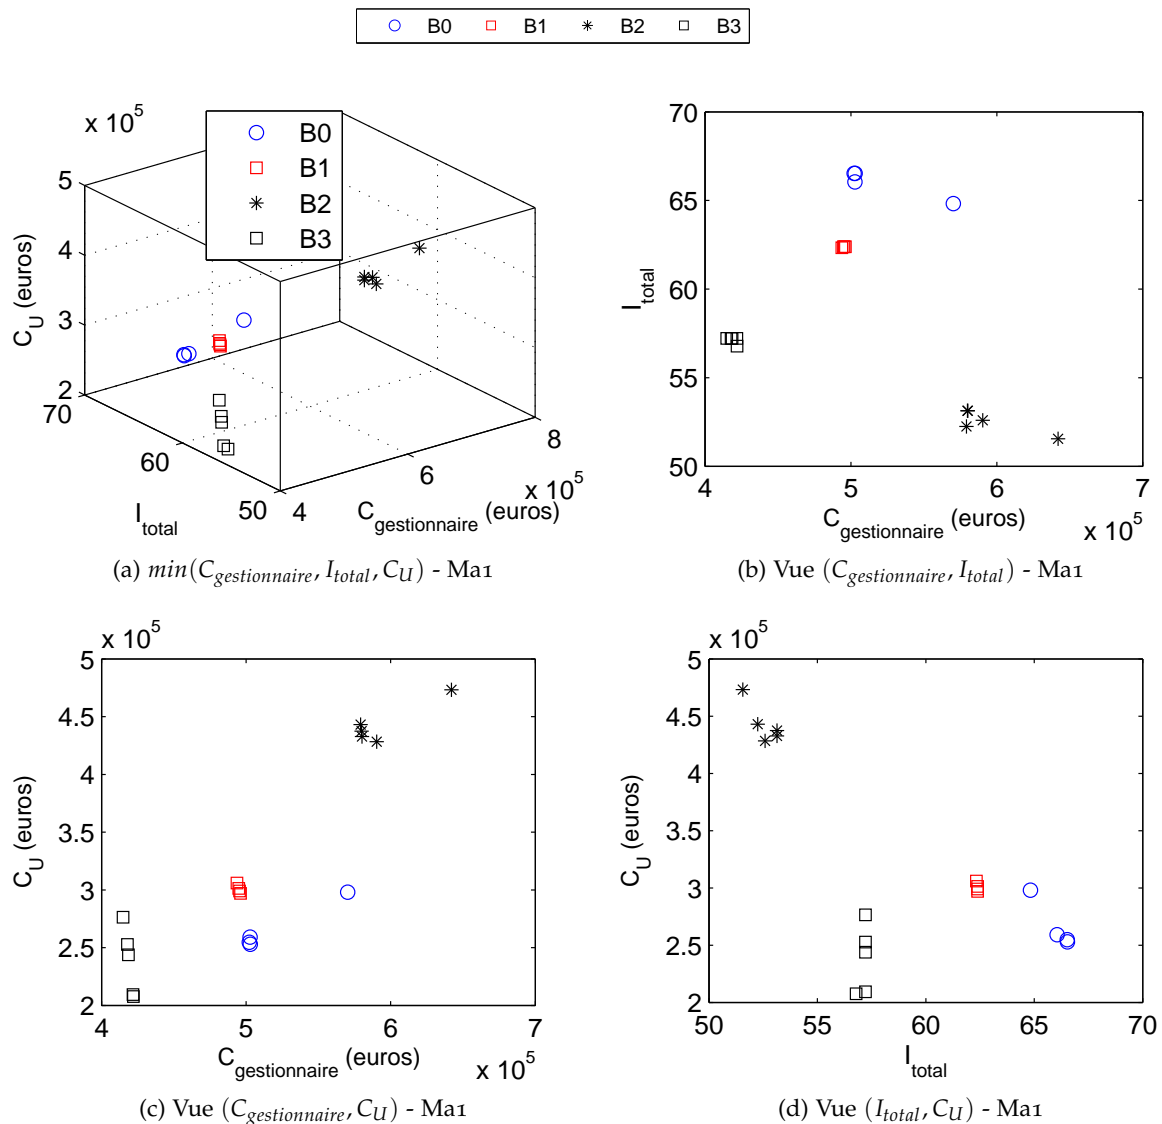 B0 B1 B2 B3
x 10^5
B0
B1
B2
B3
5
4
3
2
C_U (euros)
70
60
50
I_total
4
6
8
x 10^5
C_gestionnaire (euros)
(a) min(C_gestionnaire, I_total, C_U) - Ma1
70
65
60
55
50
I_total
4 5 6 7
C_gestionnaire (euros)
x 10^5
(b) Vue (C_gestionnaire, I_total) - Ma1
x 10^5
5
4.5
4
3.5
3
2.5
2
C_U (euros)
4 5 6 7
C_gestionnaire (euros)
x 10^5
(c) Vue (C_gestionnaire, C_U) - Ma1
x 10^5
5
4.5
4
3.5
3
2.5
2
C_U (euros)
50 55 60 65 70
I_total
(d) Vue (I_total, C_U) - Ma1